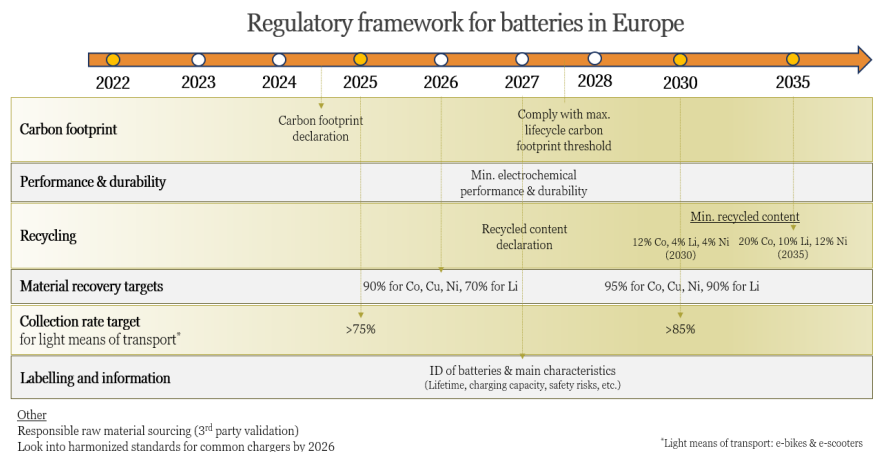 Regulatory framework for batteries in Europe
2022 2023 2024 2025 2026 2027 2028 2030 2035
Carbon footprint
Carbon footprint
declaration
Comply with max.
lifecycle carbon
footprint threshold
Performance & durability
Min. electrochemical
performance & durability
Recycling
Recycled content
declaration
Min. recycled content
12% Co, 4% Li, 4% Ni
(2030)
20% Co, 10% Li, 12% Ni
(2035)
Material recovery targets
90% for Co, Cu, Ni, 70% for Li
95% for Co, Cu, Ni, 90% for Li
Collection rate target
for light means of transport*
>75%
>85%
Labelling and information
ID of batteries & main characteristics
(Lifetime, charging capacity, safety risks, etc.)
Other
Responsible raw material sourcing (3rd party validation)
Look into harmonized standards for common chargers by 2026
*Light means of transport: e-bikes & e-scooters